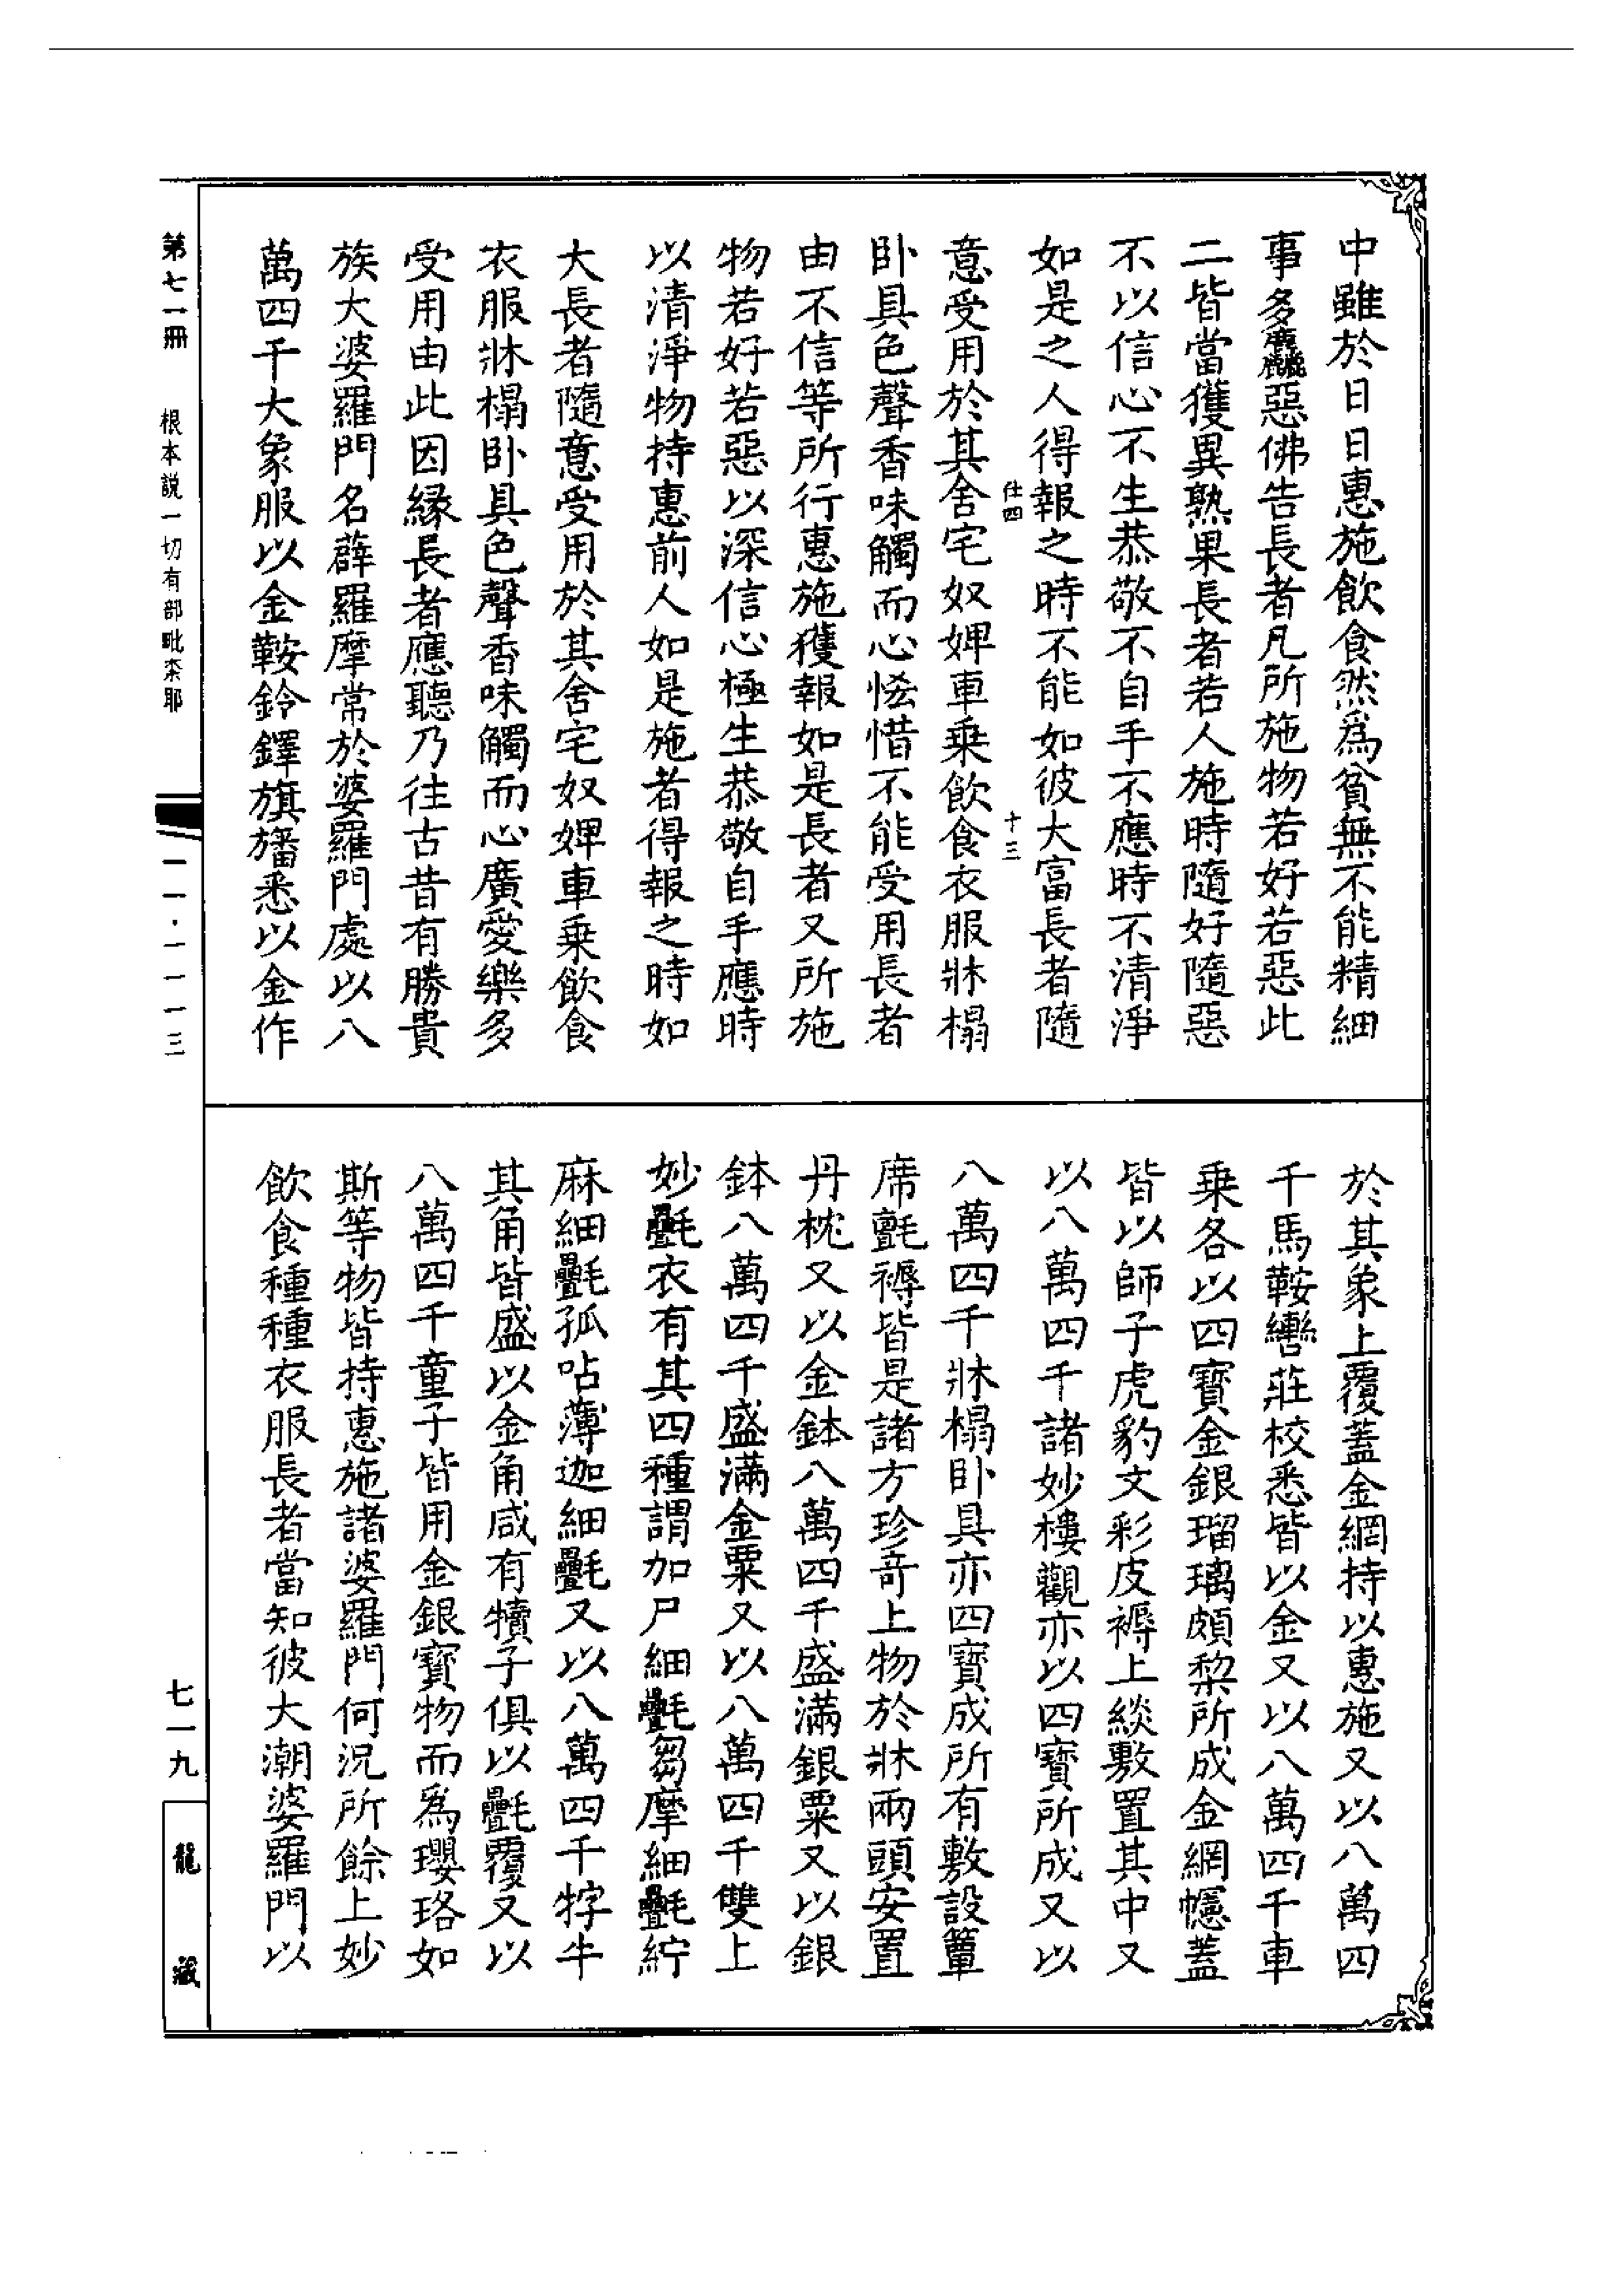 中雖於日日惠施飲食然爲貧無不能精細
事多麤惡佛告長者凡所施物若好若惡此
二皆當獲異熟果長者若人施時隨好隨惡
不以信心不生恭敬不自手不應時不清淨
如是之人得報之時不能如彼大富長者隨
仕四
十三
意受用於其舍宅奴婢車乗飲食衣服牀榻
卧具色聲香味觸而心恡惜不能受用長者
由不信等所行惠施獲報如是長者又所施
物若好若惡以深信心極生恭敬自手應時
以清淨物持惠前人如是施者得報之時如
大長者隨意受用於其舍宅奴婢車乗飲食
衣服牀榻卧具色聲香味觸而心廣愛樂多
受用由此因縁長者應聽乃往古昔有勝貴
族大婆羅門名薜羅摩常於婆羅門處以八
萬四千大象服以金鞍鈴鐸旗旛悉以金作
於其象上覆蓋金網持以惠施又以八萬四
千馬鞍轡莊校悉皆以金又以八萬四千車
乗各以四寶金銀瑠璃頗棃所成金網幰蓋
皆以師子虎豹文彩皮褥上緂敷置其中又
以八萬四千諸妙樓觀亦以四寶所成又以
八萬四千牀榻卧具亦四寶成所有敷設簟
席氈褥皆是諸方珍竒上物於牀兩頭安置
丹枕又以金鉢八萬四千盛滿銀粟又以銀
鉢八萬四千盛滿金粟又以八萬四千雙上
妙氎衣有其四種謂加尸細氎芻摩細氎紵
麻細氎孤呫薄迦細氎又以八萬四千牸牛
其角皆盛以金角咸有犢子俱以氎覆又以
八萬四千童子皆用金銀寶物而爲瓔珞如
斯等物皆持惠施諸婆羅門何況所餘上妙
飲食種種衣服長者當知彼大潮婆羅門以
第七一冊
根本説一切有部毗柰耶
一一·一一一三
七一九
龍藏